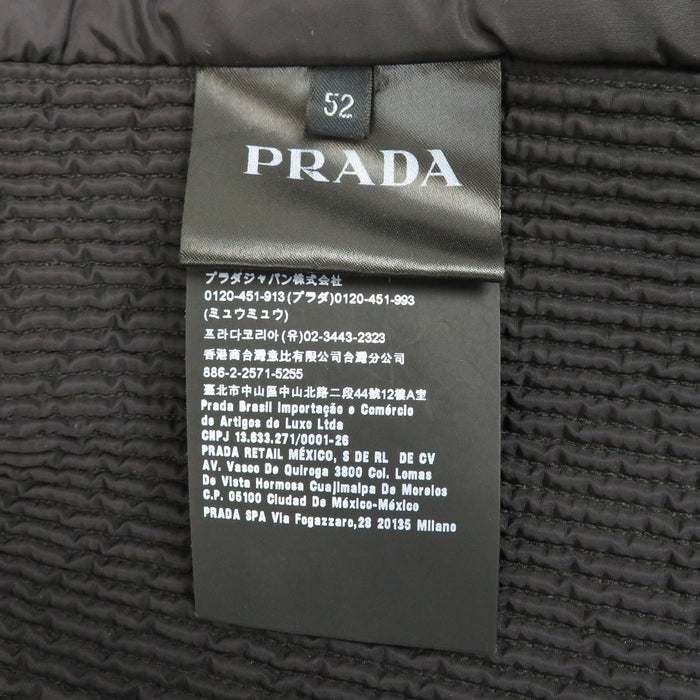 52
PRADA
プラダジャパン株式会社
0120-451-913(プラダ)0120-451-993
(ミュウミュウ)
프라다코리아(유)02-3443-2323
香港商台灣意比有限公司台灣分公司
886-2-2571-5255
臺北市中山區中山北路二段44號12樓A室
Prada Brasil Importação e Comércio
de Artigos de Luxo Ltda
CNPJ 13.633.271/0001-26
PRADA RETAIL MÉXICO, S DE RL DE CV
AV. Vasco De Quiroga 3800 Col. Lomas
De Vista Hermosa Cuajimalpa De Morelos
C.P. 05100 Ciudad De México-México
PRADA SPA Via Fogazzaro,28 20135 Milano